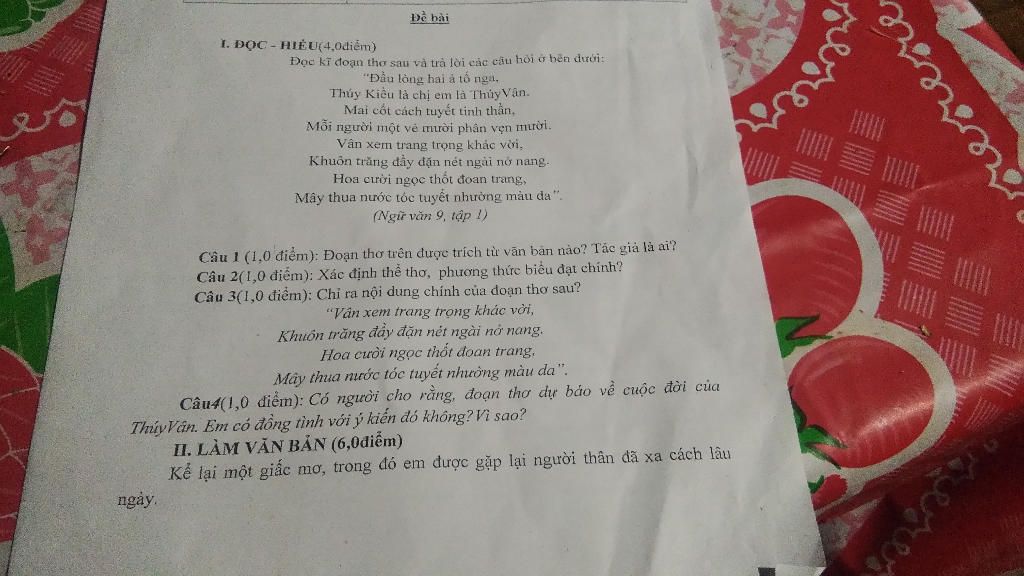 Đề bài
I. ĐỌC - HIỂU(4,0điểm)
Đọc kĩ đoạn thơ sau và trả lời các câu hỏi ở bên dưới:
"Đầu lòng hai ả tố nga,
Thúy Kiều là chị em là ThúyVân.
Mai cốt cách tuyết tinh thần,
Mỗi người một vẻ mười phân vẹn mười.
Vân xem trang trọng khác vời,
Khuôn trăng đầy đặn nét ngài nở nang.
Hoa cười ngọc thốt đoan trang,
Mây thua nước tóc tuyết nhường màu da".
(Ngữ văn 9, tập 1)
Câu 1 (1,0 điểm): Đoạn thơ trên được trích từ văn bản nào? Tác giả là ai?
Câu 2(1,0 điểm): Xác định thể thơ, phương thức biểu đạt chính?
Câu 3(1,0 điểm): Chỉ ra nội dung chính của đoạn thơ sau?
"Vân xem trang trọng khác vời,
Khuôn trăng đầy đặn nét ngài nở nang.
Hoa cười ngọc thốt đoan trang,
Mây thua nước tóc tuyết nhường màu da".
Câu4(1,0 điểm): Có người cho rằng, đoạn thơ dự báo về cuộc đời của
ThúyVân. Em có đồng tình với ý kiến đó không?Vì sao?
II. LÀM VĂN BẢN (6,0điểm)
Kể lại một giấc mơ, trong đó em được gặp lại người thân đã xa cách lâu
ngày.